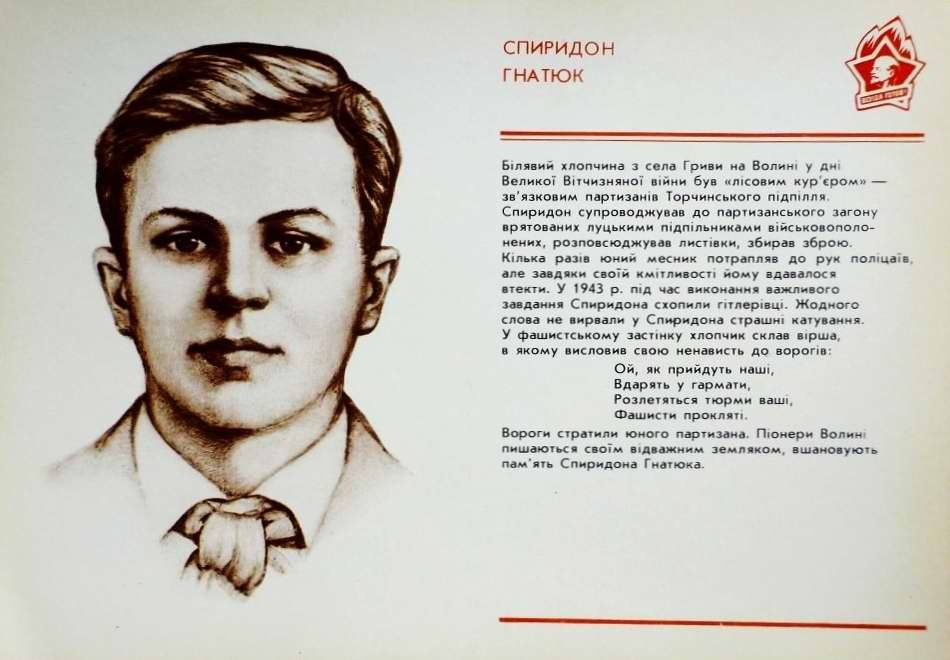 СПИРИДОН
ГНАТЮК
ВСЕГДА ГОТОВ!
Білявий хлопчина з села Гриви на Волині у дні
Великої Вітчизняної війни був «лісовим кур’єром» —
зв’язковим партизанів Торчинського підпілля.
Спиридон супроводжував до партизанського загону
врятованих луцькими підпільниками військовополо-
нених, розповсюджував листівки, збирав зброю.
Кілька разів юний месник потрапляв до рук поліцаїв,
але завдяки своїй кмітливості йому вдавалося
втекти. У 1943 р. під час виконання важливого
завдання Спиридона схопили гітлерівці. Жодного
слова не вирвали у Спиридона страшні катування.
У фашистському застінку хлопчик склав вірша,
в якому висловив свою ненависть до ворогів:
Ой, як прийдуть наші,
Вдарять у гармати,
Розлетяться тюрми ваші,
Фашисти прокляті.
Вороги стратили юного партизана. Піонери Волині
пишаються своїм відважним земляком, вшановують
пам’ять Спиридона Гнатюка.